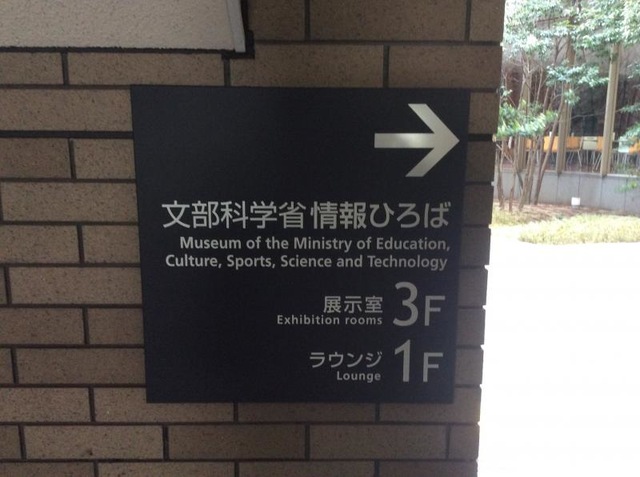 文部科学省 情報ひろば
Museum of the Ministry of Education,
Culture, Sports, Science and Technology
展示室 3F
Exhibition rooms
ラウンジ 1F
Lounge